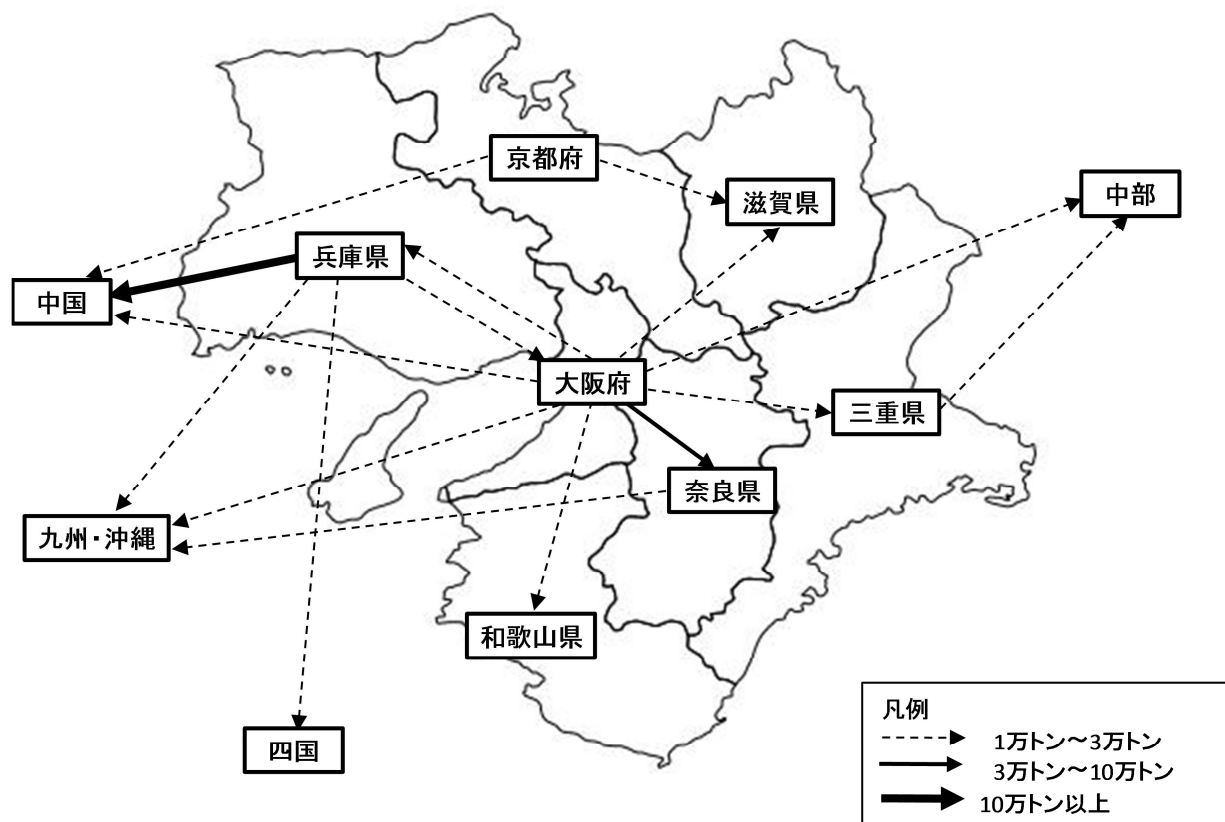 京都府
滋賀県
中部
兵庫県
中国
大阪府
三重県
奈良県
九州・沖縄
和歌山県
四国
凡例
1万トン～3万トン
3万トン～10万トン
10万トン以上